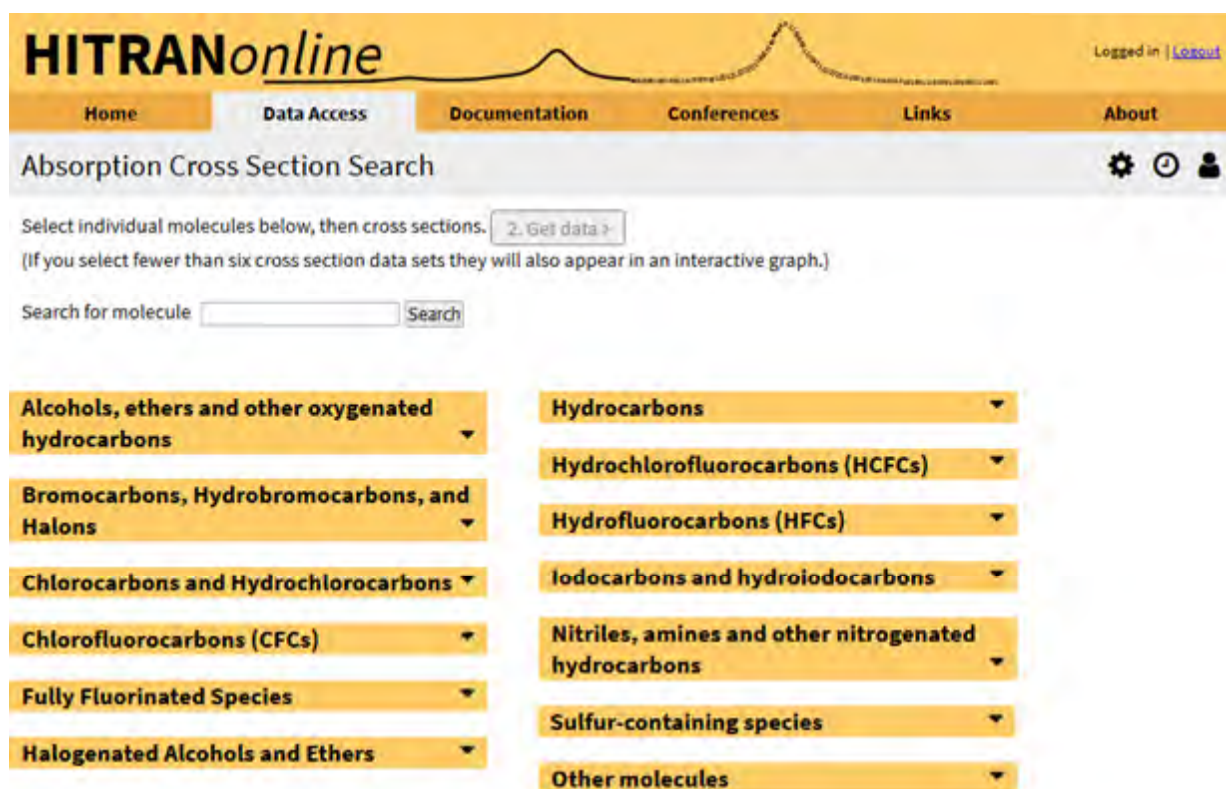 HITRANonline
Logged in | Logout
Home Data Access Documentation Conferences Links About
Absorption Cross Section Search
Select individual molecules below, then cross sections. 2. Get data >
(If you select fewer than six cross section data sets they will also appear in an interactive graph.)
Search for molecule Search
Alcohols, ethers and other oxygenated
hydrocarbons
Bromocarbons, Hydrobromocarbons, and
Halons
Chlorocarbons and Hydrochlorocarbons
Chlorofluorocarbons (CFCs)
Fully Fluorinated Species
Halogenated Alcohols and Ethers
Hydrocarbons
Hydrochlorofluorocarbons (HCFCs)
Hydrofluorocarbons (HFCs)
Iodocarbons and hydroiodocarbons
Nitriles, amines and other nitrogenated
hydrocarbons
Sulfur-containing species
Other molecules